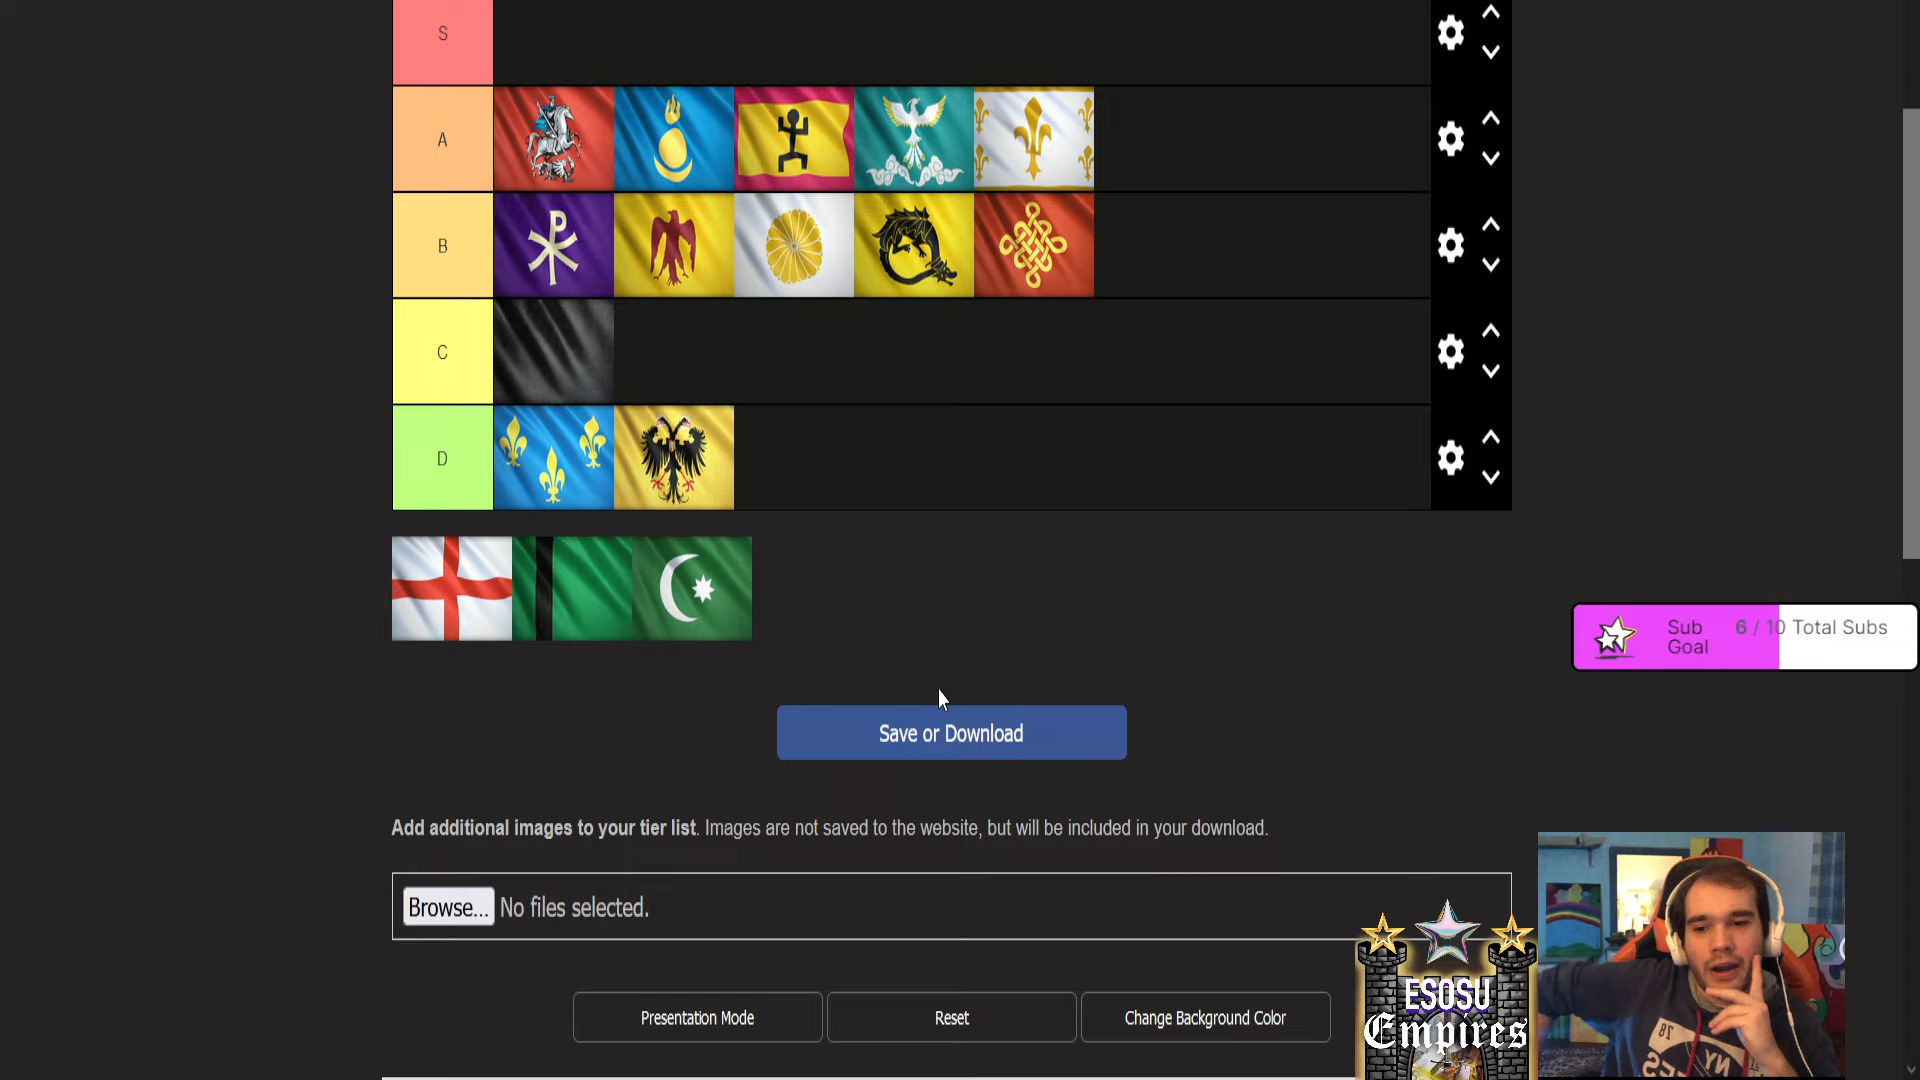 S
A
B
C
D
Sub Goal
6 / 10 Total Subs
Save or Download
Add additional images to your tier list. Images are not saved to the website, but will be included in your download.
Browse... No files selected.
Presentation Mode
Reset
Change Background Color
ESOSU
Empires
NY